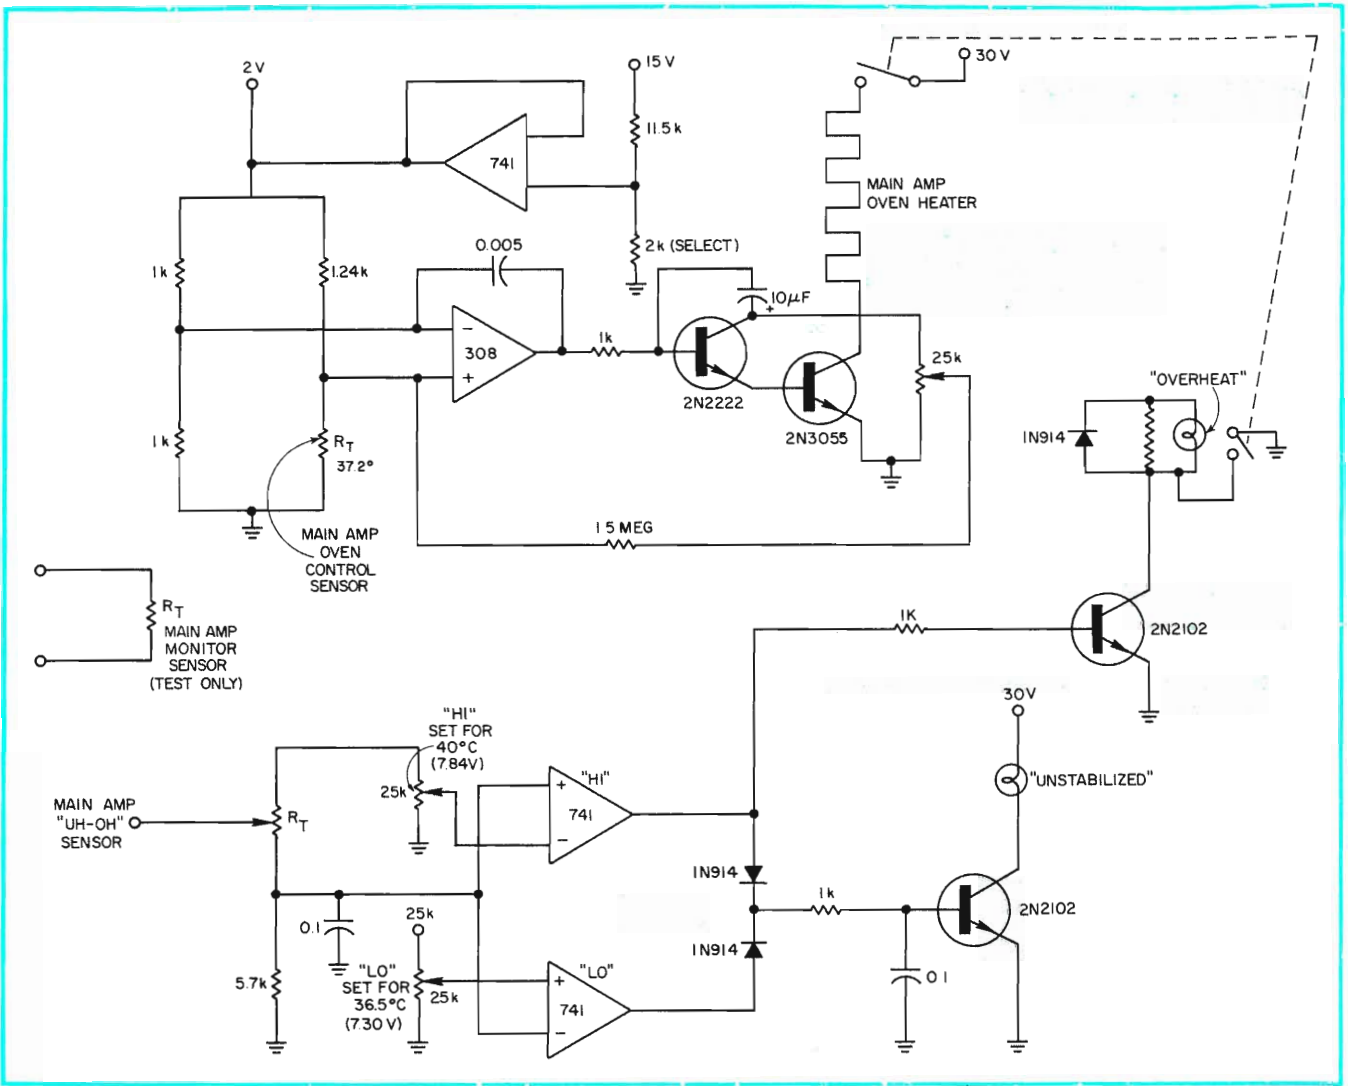 2V
15V
30V
11.5k
741
MAIN AMP
OVEN HEATER
2k (SELECT)
0.005
1k
1.24k
10µF
+
−
308
+
1k
25k
2N2222
2N3055
"OVERHEAT"
1N914
1k
RT
37.2°
MAIN AMP
OVEN
CONTROL
SENSOR
1.5 MEG
RT
MAIN AMP
MONITOR
SENSOR
(TEST ONLY)
1K
2N2102
30V
"HI"
SET FOR
40°C
(7.84V)
25k
+
"HI"
741
−
"UNSTABILIZED"
MAIN AMP
"UH-OH"
SENSOR
RT
1N914
1k
2N2102
0.1
25k
1N914
5.7k
"LO"
SET FOR
36.5°C
(7.30 V)
25k
+
"LO"
741
−
0.1